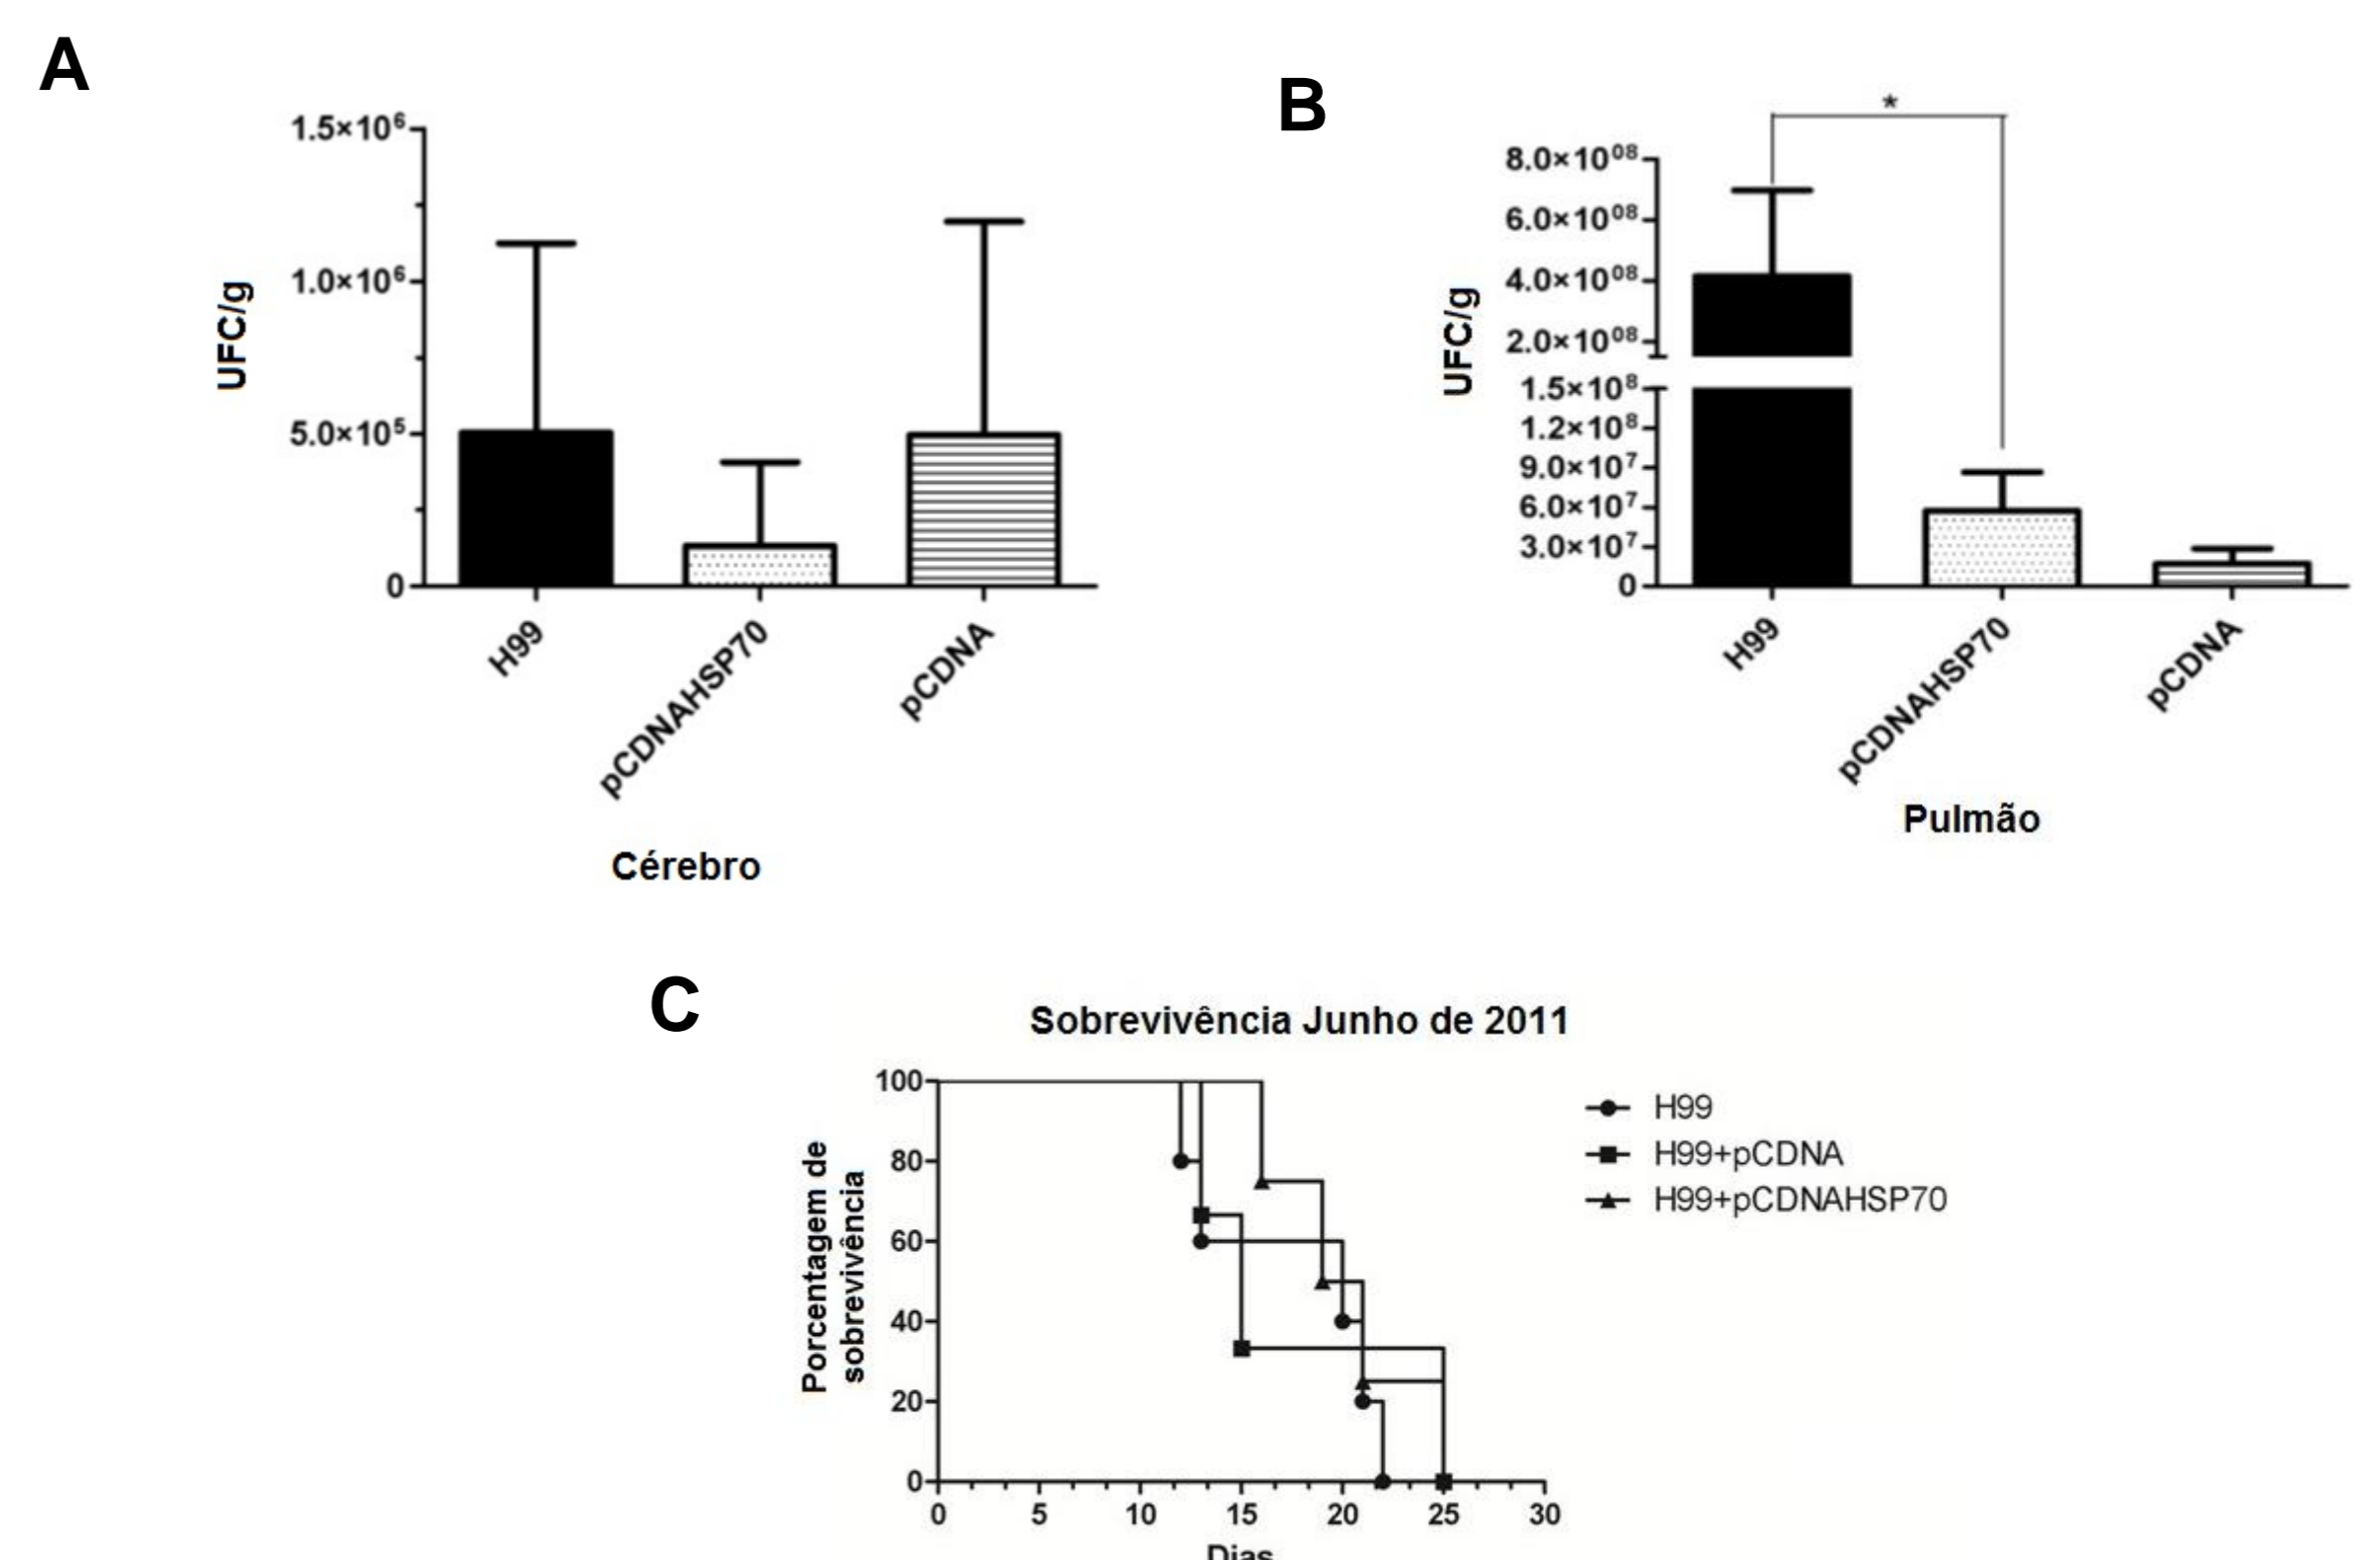 A
1.5×10⁶
1.0×10⁶
5.0×10⁵
0
UFC/g
H99
pCDNAHSP70
pCDNA
Cérebro
B
*
8.0×10⁰⁸
6.0×10⁰⁸
4.0×10⁰⁸
2.0×10⁰⁸
1.5×10⁸
1.2×10⁸
9.0×10⁷
6.0×10⁷
3.0×10⁷
0
UFC/g
H99
pCDNAHSP70
pCDNA
Pulmão
C
Sobrevivência Junho de 2011
100
80
60
40
20
0
Porcentagem de
sobrevivência
0 5 10 15 20 25 30
Dias
H99
H99+pCDNA
H99+pCDNAHSP70